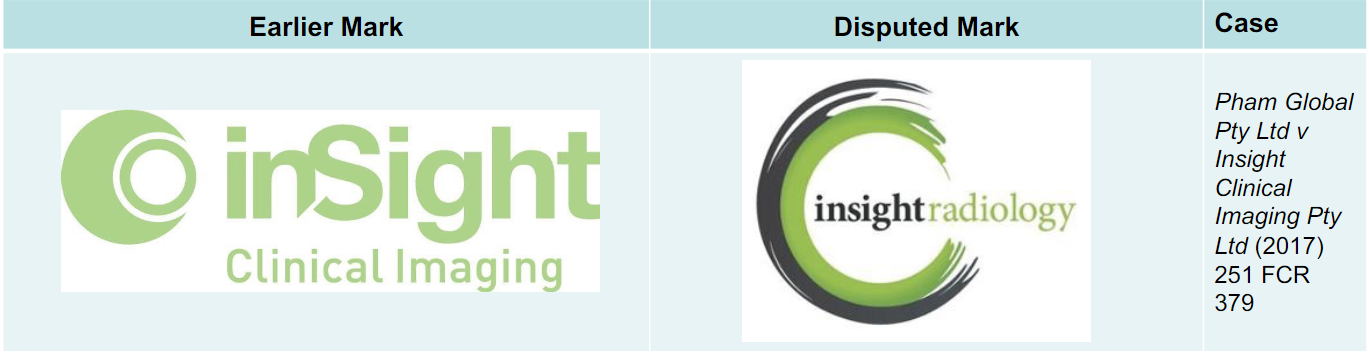 Earlier Mark
Disputed Mark
Case
inSight
Clinical Imaging
insightradiology
Pham Global
Pty Ltd v
Insight
Clinical
Imaging Pty
Ltd (2017)
251 FCR
379